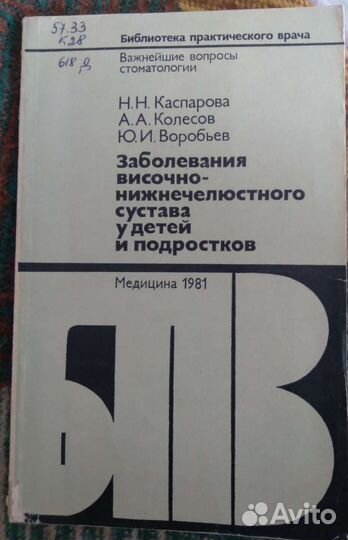 57.33
К28
618
Библиотека практического врача
Важнейшие вопросы
стоматологии
Н.Н. Каспарова
А.А. Колесов
Ю.И. Воробьев
Заболевания
височно-
нижнечелюстного
сустава
у детей
и подростков
Медицина 1981
БПВ
Avito